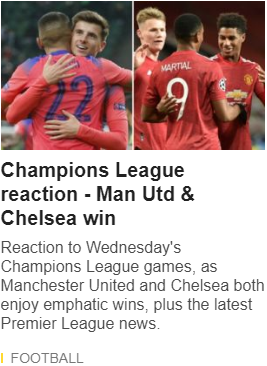 22
MARTIAL
9
Champions League
reaction - Man Utd &
Chelsea win
Reaction to Wednesday's
Champions League games, as
Manchester United and Chelsea both
enjoy emphatic wins, plus the latest
Premier League news.
FOOTBALL